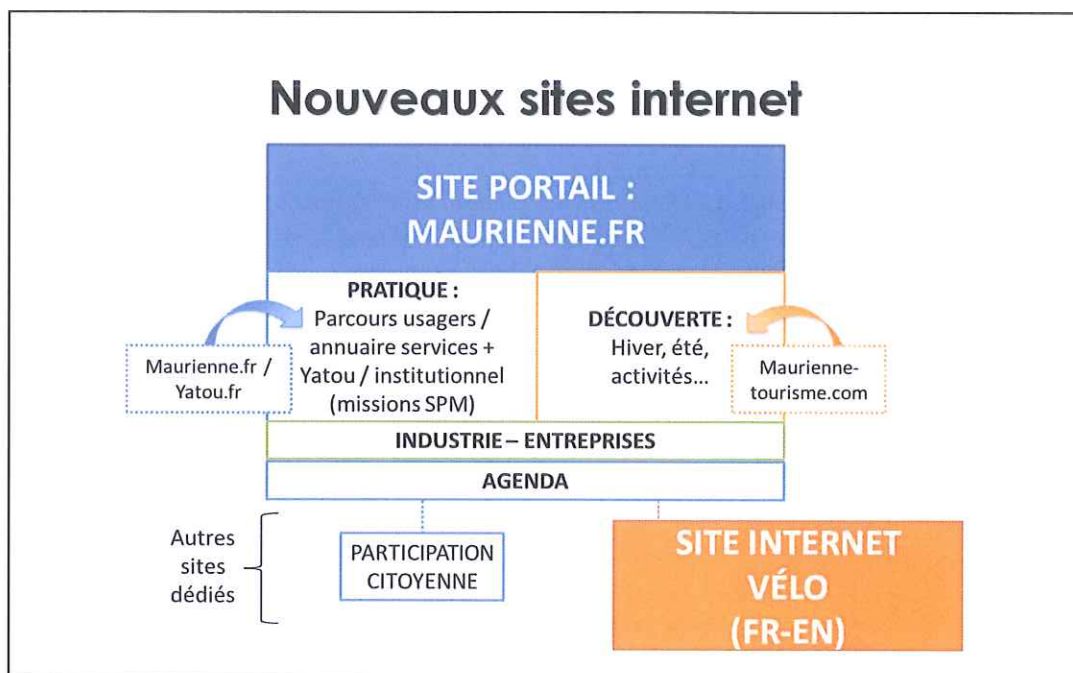 Nouveaux sites internet
SITE PORTAIL :
MAURIENNE.FR
PRATIQUE :
Parcours usagers /
annuaire services +
Yatou / institutionnel
(missions SPM)
DÉCOUVERTE :
Hiver, été,
activités...
Maurienne.fr /
Yatou.fr
Maurienne-
tourisme.com
INDUSTRIE – ENTREPRISES
AGENDA
Autres
sites
dédiés
PARTICIPATION
CITOYENNE
SITE INTERNET
VÉLO
(FR-EN)